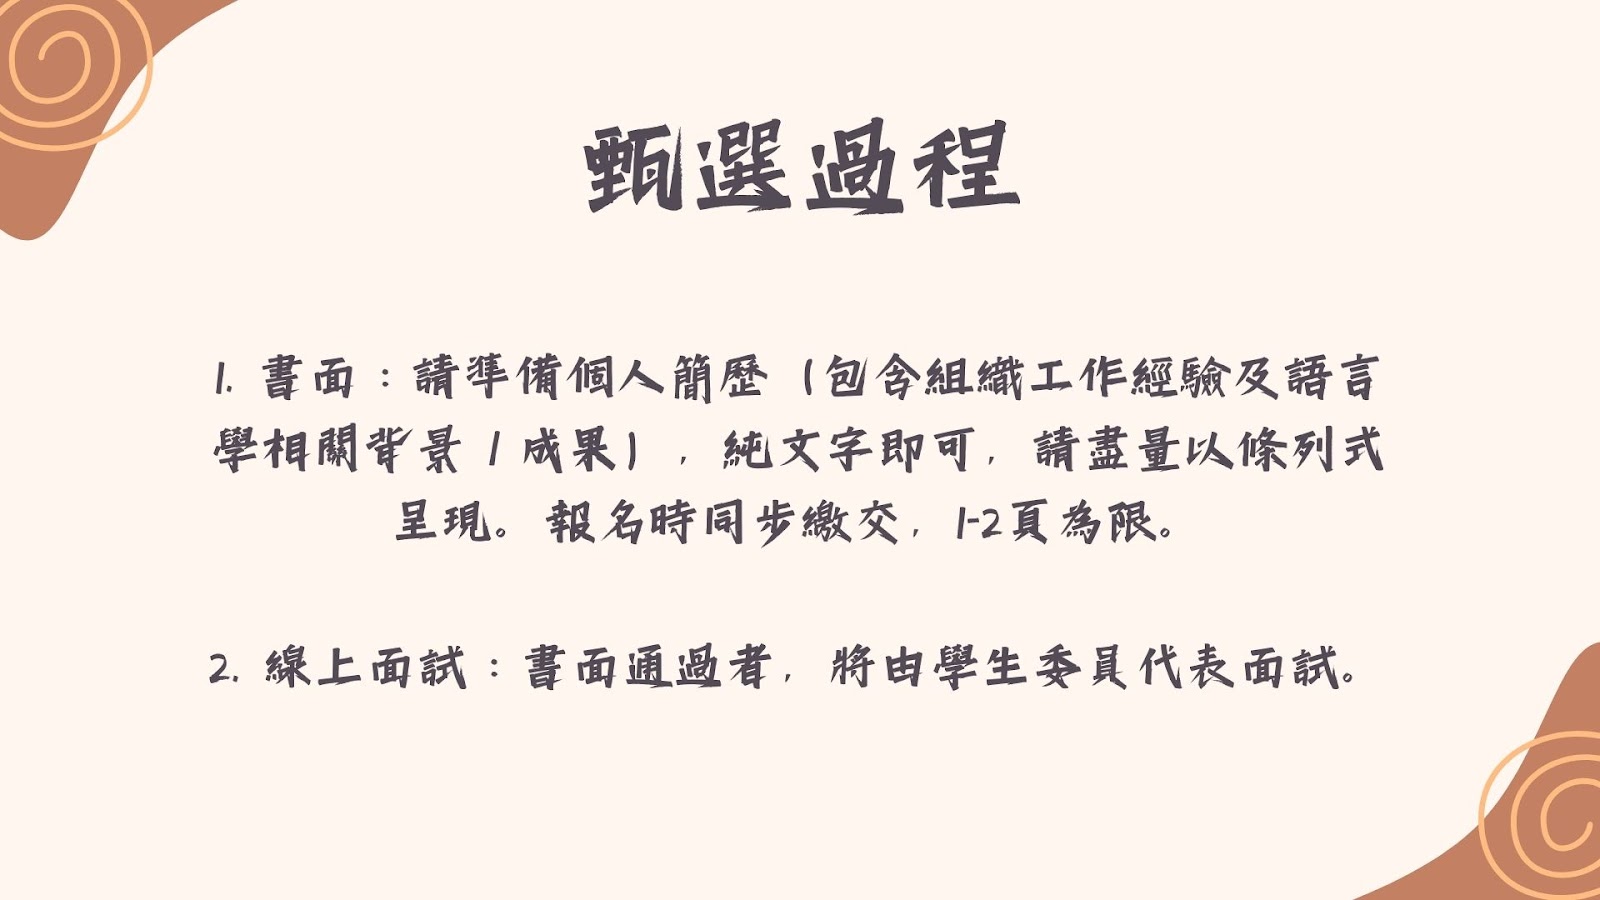 甄選過程
1. 書面：請準備個人簡歷（包含組織工作經驗及語言
學相關背景 / 成果），純文字即可，請盡量以條列式
呈現。報名時同步繳交，1-2頁為限。
2. 線上面試：書面通過者，將由學生委員代表面試。